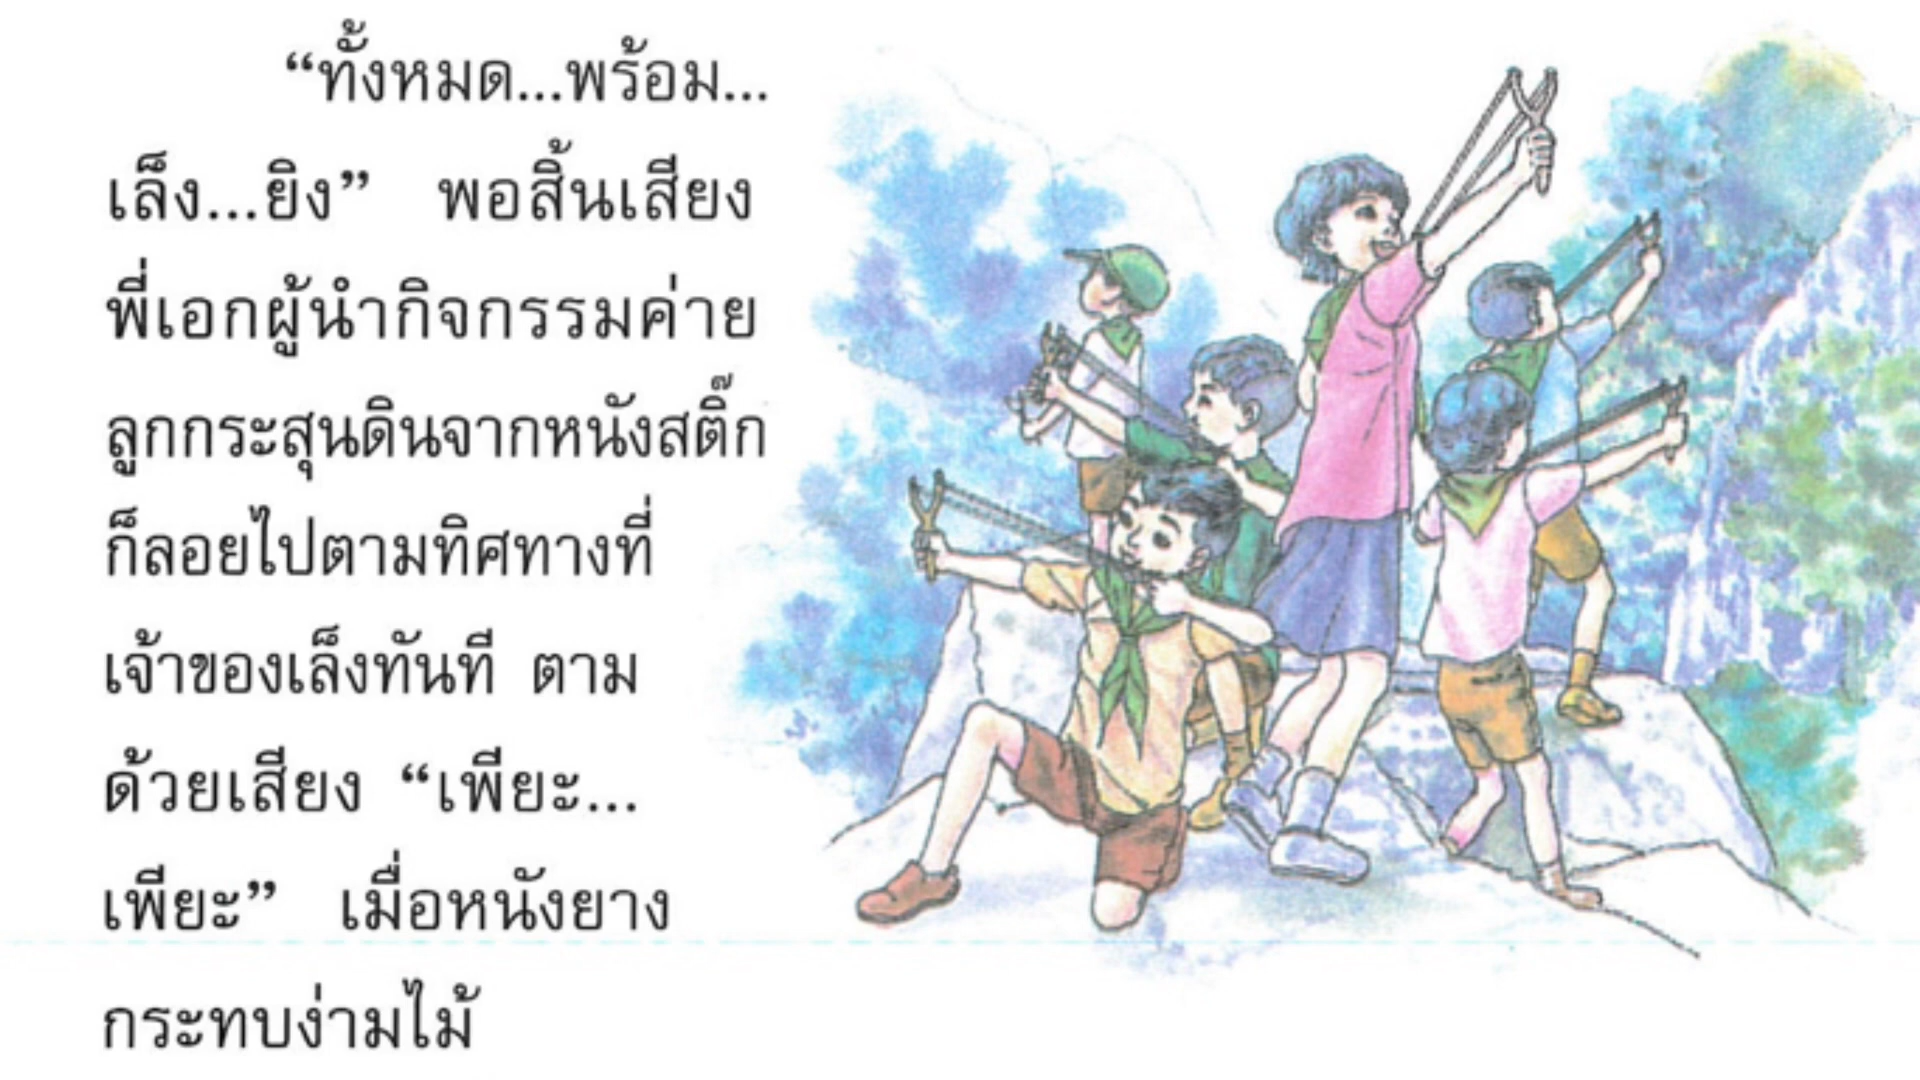 “ทั้งหมด...พร้อม...
เล็ง...ยิง” พอสิ้นเสียง
พี่เอกผู้นำกิจกรรมค่าย
ลูกกระสุนดินจากหนังสติ๊ก
ก็ลอยไปตามทิศทางที่
เจ้าของเล็งทันที ตาม
ด้วยเสียง “เพียะ...
เพียะ” เมื่อหนังยาง
กระทบง่ามไม้